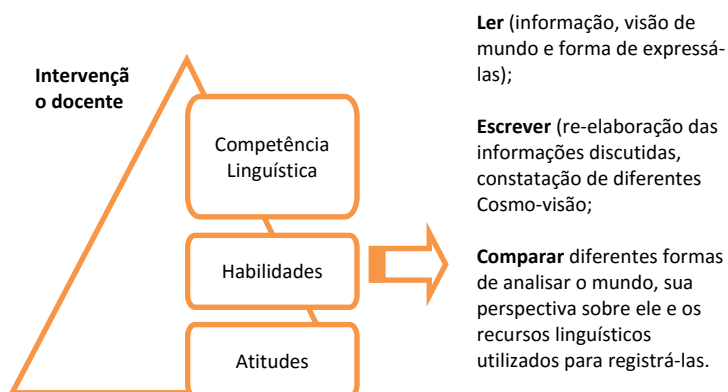 Intervençã
o docente
Competência
Linguística
Habilidades
Atitudes
Ler (informação, visão de
mundo e forma de expressá-
las);
Escrever (re-elaboração das
informações discutidas,
constatação de diferentes
Cosmo-visão;
Comparar diferentes formas
de analisar o mundo, sua
perspectiva sobre ele e os
recursos linguísticos
utilizados para registrá-las.